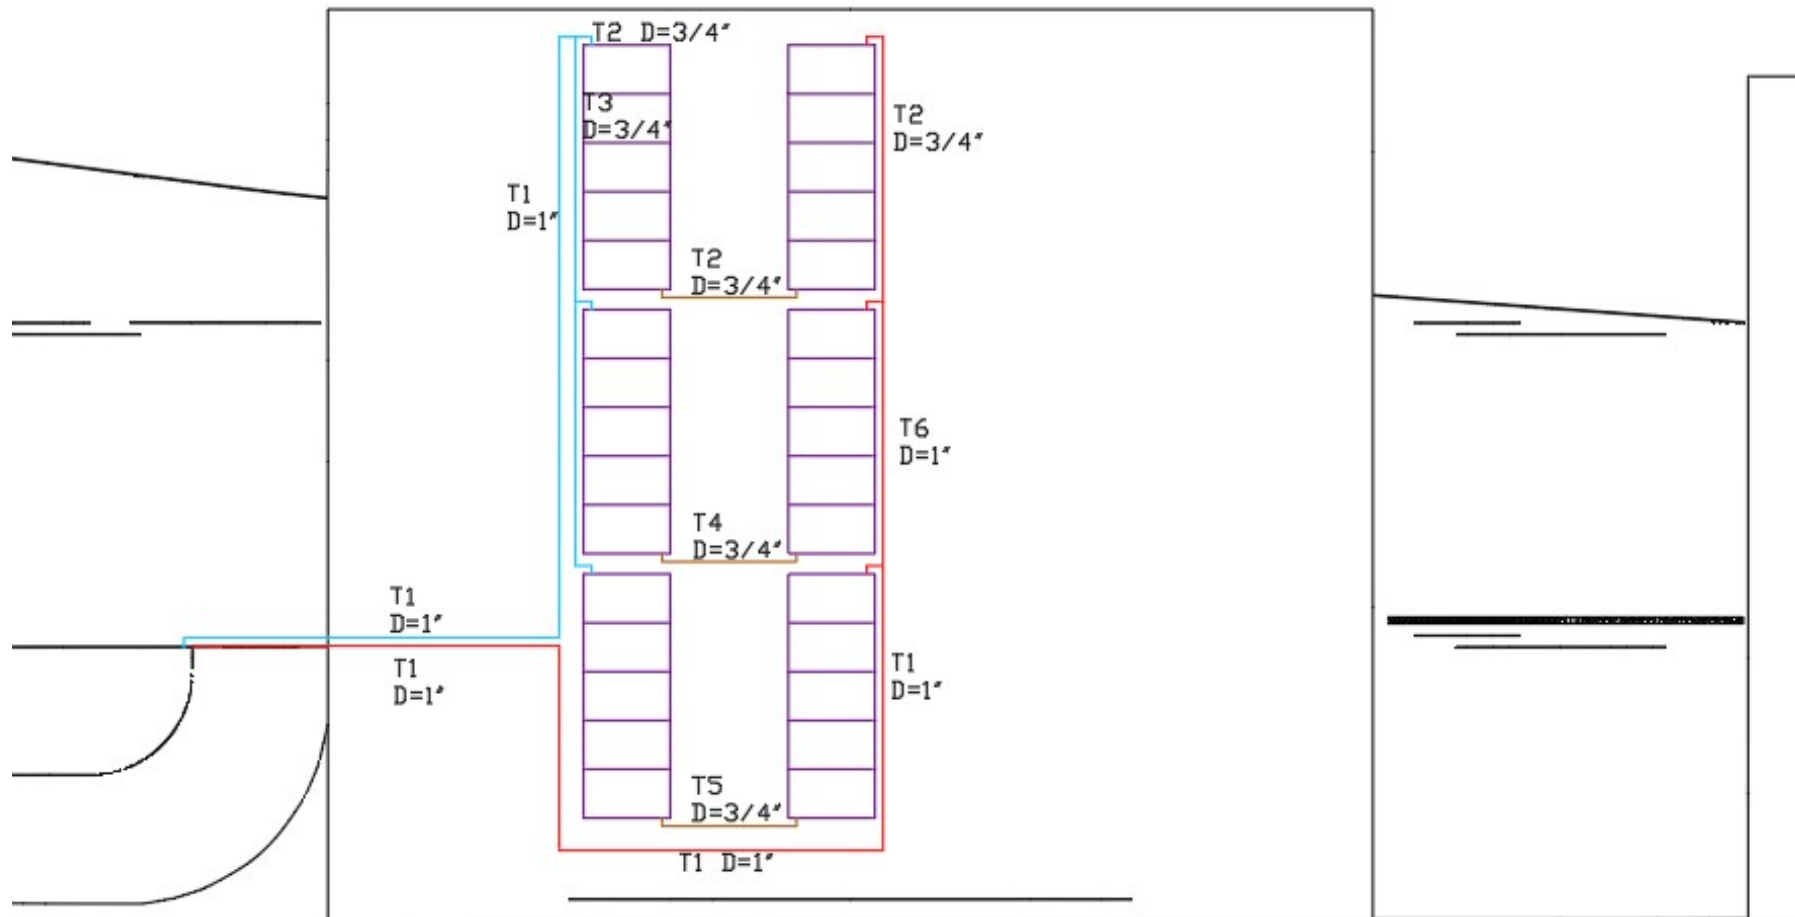 T2 D=3/4"
T3
D=3/4"
T2
D=3/4"
T1
D=1"
T2
D=3/4"
T6
D=1"
T4
D=3/4"
T1
D=1"
T1
D=1"
T1
D=1"
T5
D=3/4"
T1 D=1"